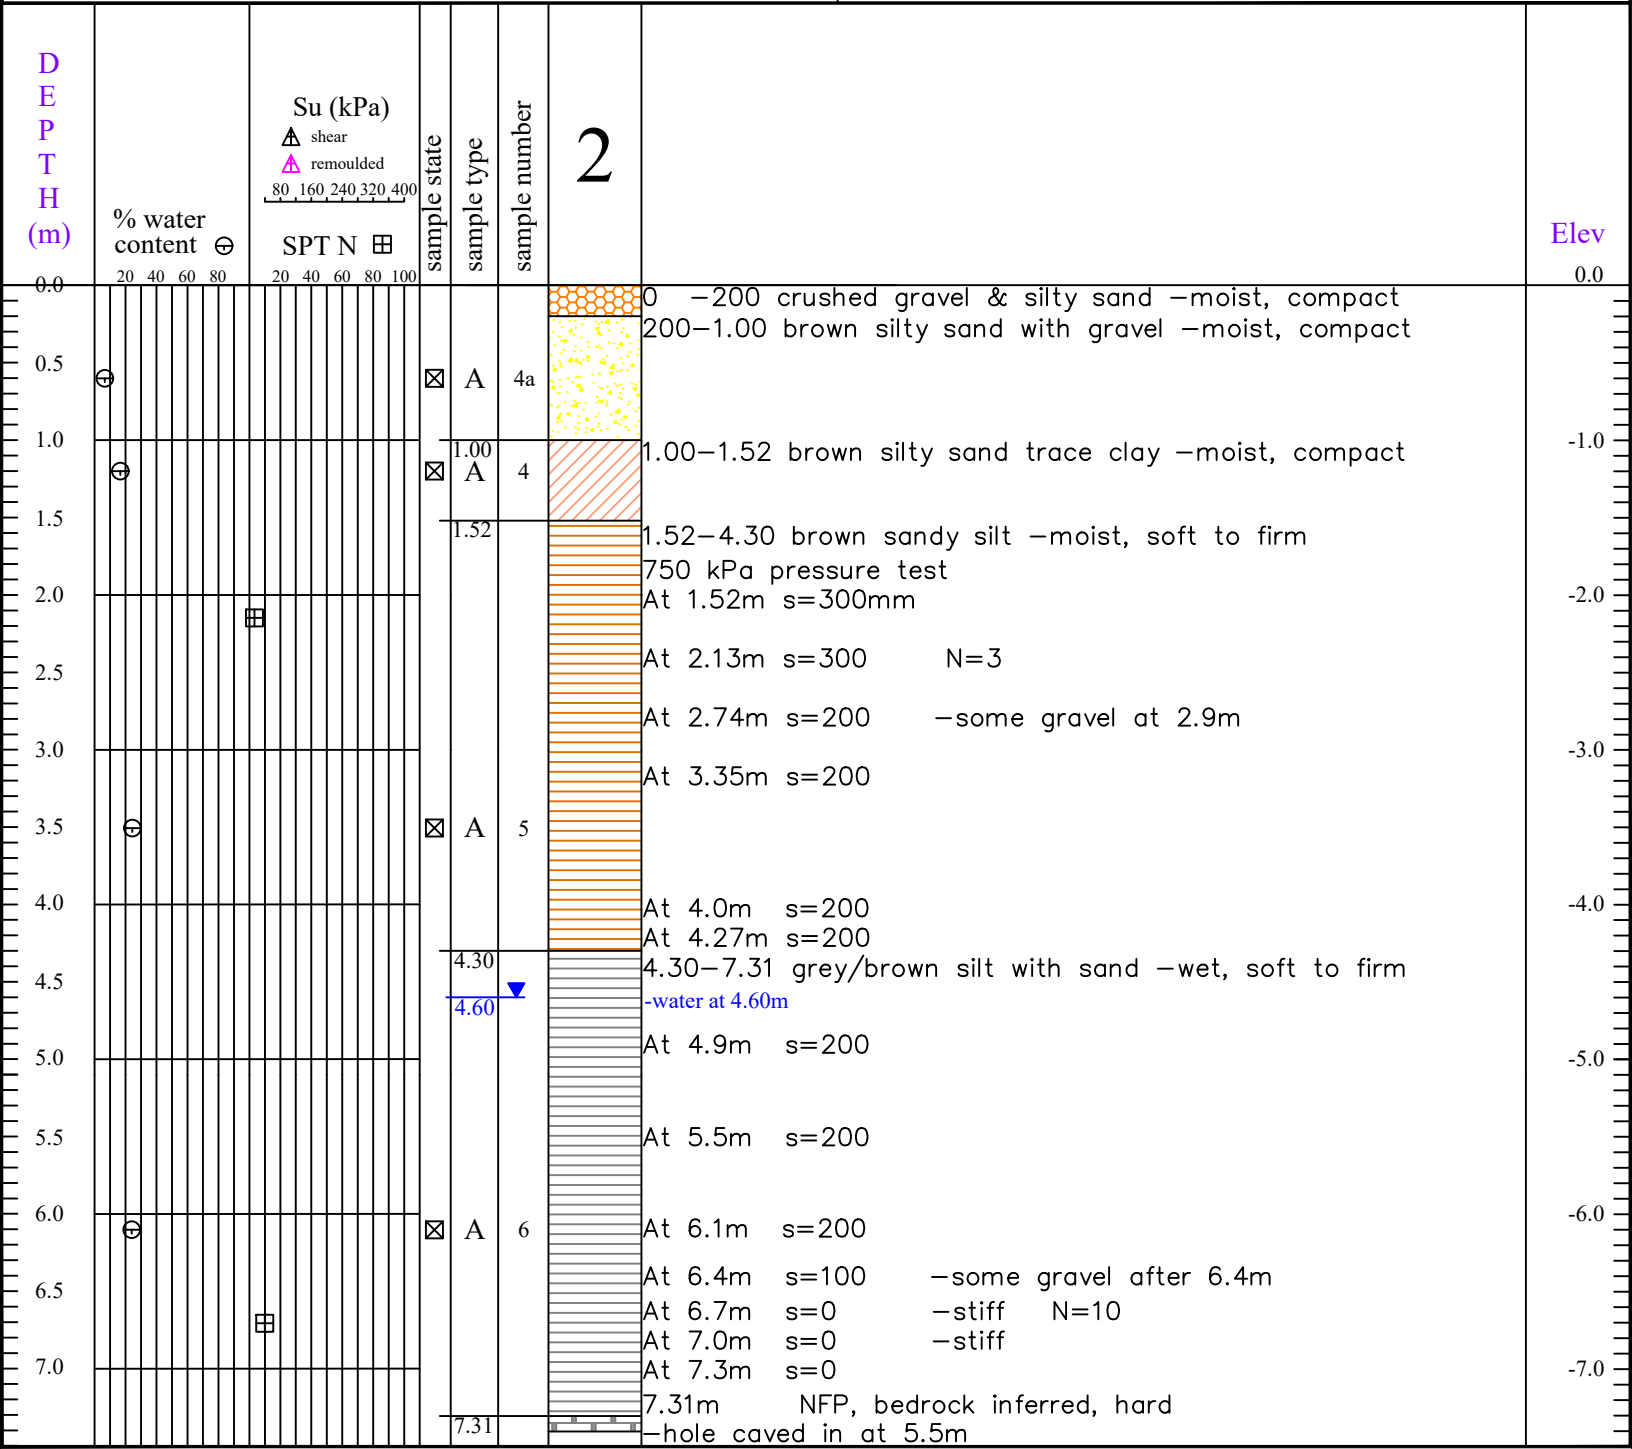 DEPTH
(m)
% water
content
20 40 60 80
Su (kPa)
shear
remoulded
80 160 240 320 400
SPT N
20 40 60 80 100
sample state
sample type
sample number
2
Elev
0.0
0.0
0 -200 crushed gravel & silty sand -moist, compact
200-1.00 brown silty sand with gravel -moist, compact
0.5
A 4a
1.0
-1.0
1.00
1.00-1.52 brown silty sand trace clay -moist, compact
A 4
1.5
1.52
1.52-4.30 brown sandy silt -moist, soft to firm
750 kPa pressure test
2.0
At 1.52m s=300mm
-2.0
At 2.13m s=300 N=3
2.5
At 2.74m s=200 -some gravel at 2.9m
3.0
-3.0
At 3.35m s=200
3.5
A 5
4.0
At 4.0m s=200
-4.0
At 4.27m s=200
4.30
4.30-7.31 grey/brown silt with sand -wet, soft to firm
4.5
4.60
-water at 4.60m
At 4.9m s=200
5.0
-5.0
5.5
At 5.5m s=200
6.0
-6.0
A 6
At 6.1m s=200
At 6.4m s=100 -some gravel after 6.4m
6.5
At 6.7m s=0 -stiff N=10
At 7.0m s=0 -stiff
7.0
At 7.3m s=0
-7.0
7.31m NFP, bedrock inferred, hard
7.31
-hole caved in at 5.5m